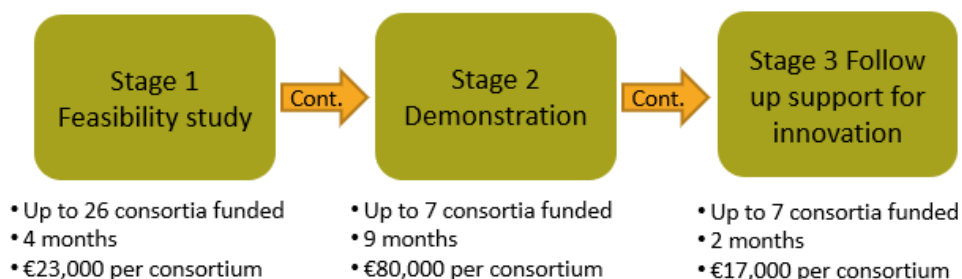 Stage 1
Feasibility study
Cont.
Stage 2
Demonstration
Cont.
Stage 3 Follow
up support for
innovation
• Up to 26 consortia funded
• 4 months
• €23,000 per consortium
• Up to 7 consortia funded
• 9 months
• €80,000 per consortium
• Up to 7 consortia funded
• 2 months
• €17,000 per consortium